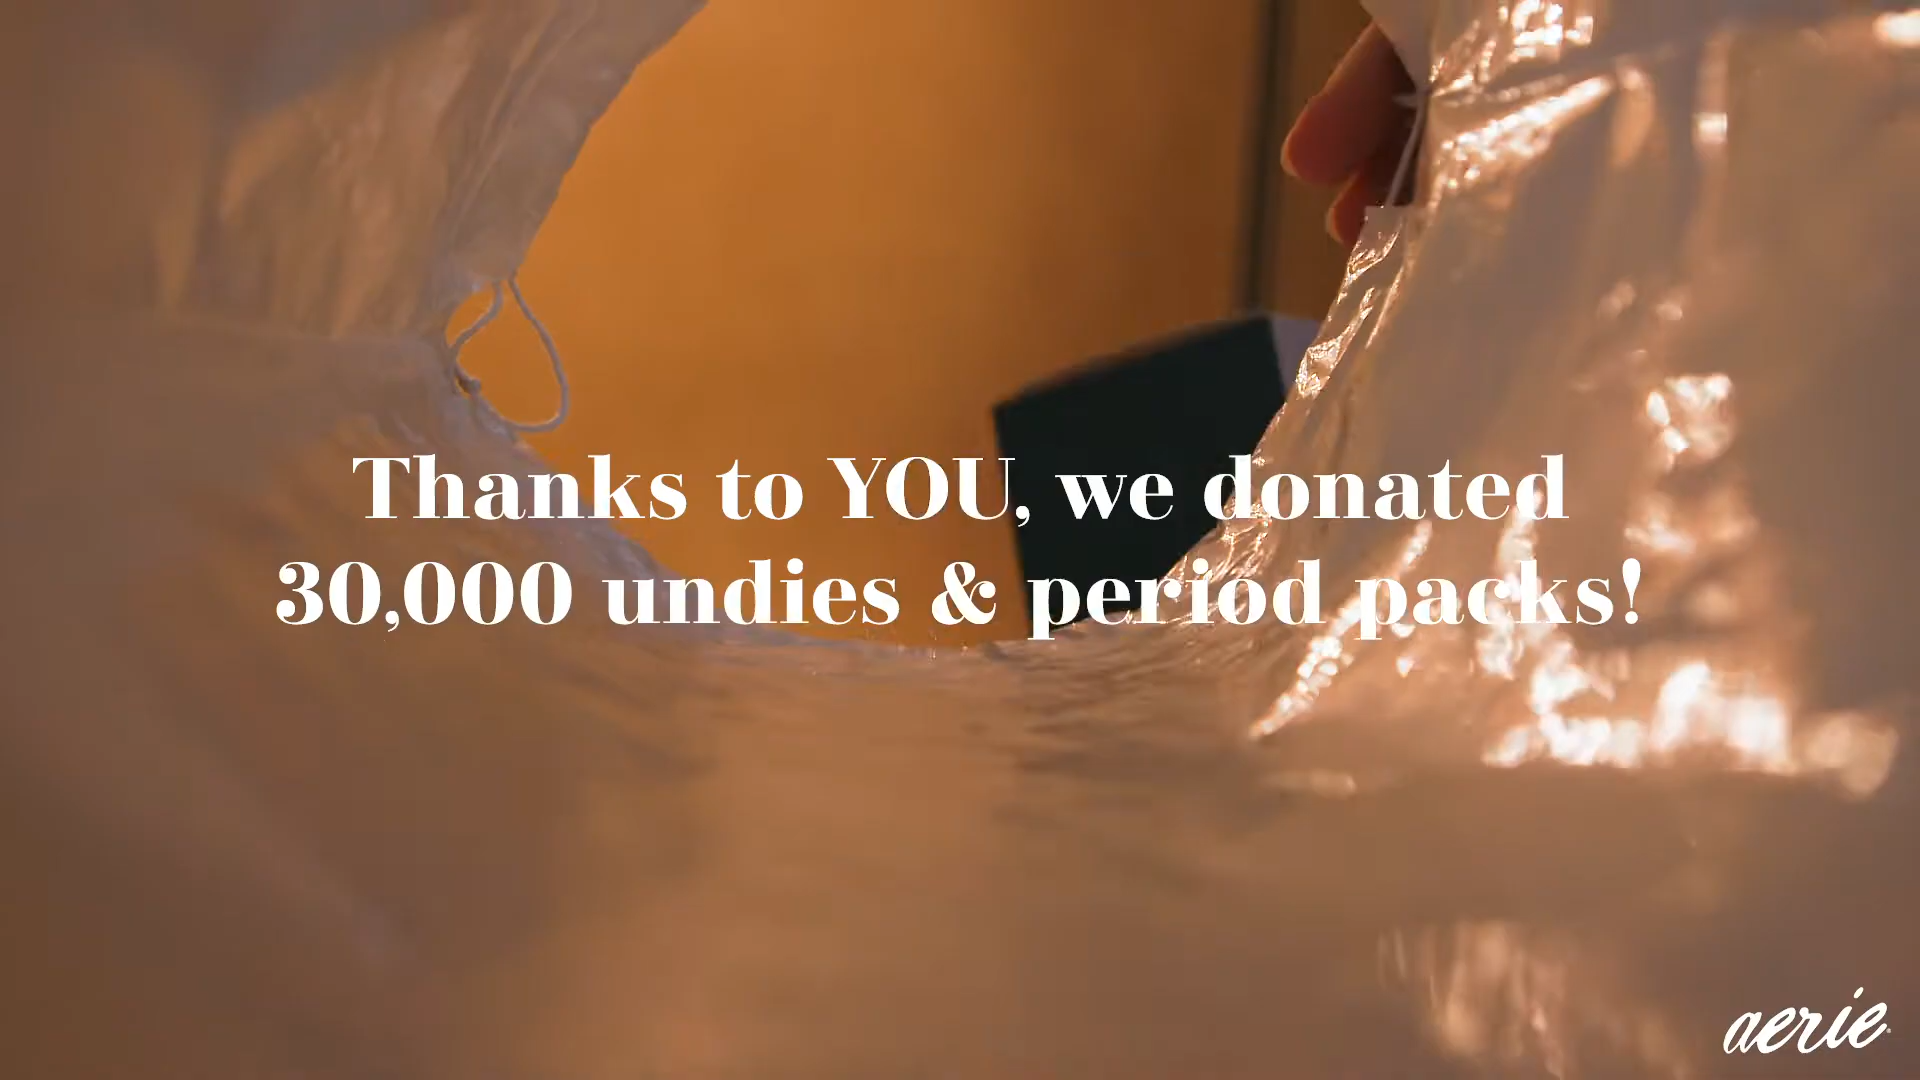 Thanks to YOU, we donated
30,000 undies & period packs!
aerie